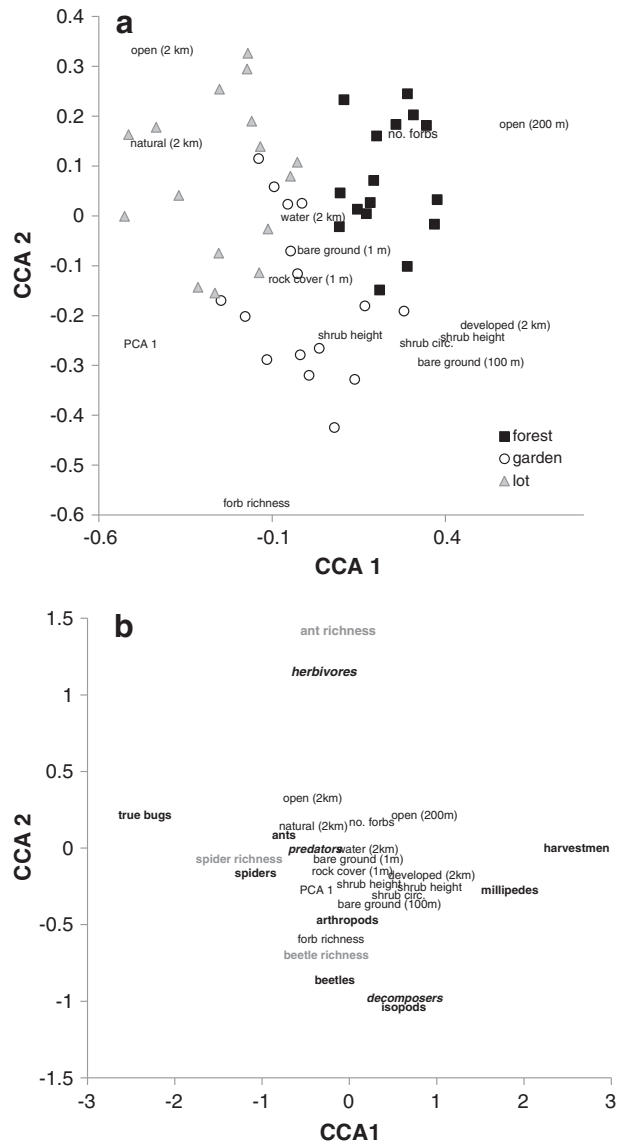 a
0.4
open (2 km)
0.3
0.2
no. forbs
open (200 m)
natural (2 km)
0.1
CCA 2
0
water (2 km)
bare ground (1 m)
-0.1
rock cover (1 m)
-0.2
developed (2 km)
shrub height
shrub height
PCA 1
shrub circ.
-0.3
bare ground (100 m)
-0.4
forest
garden
-0.5
lot
forb richness
-0.6
-0.6 -0.1 0.4
CCA 1
b
1.5
ant richness
herbivores
1
0.5
open (2km)
true bugs
open (200m)
no. forbs
natural (2km)
ants
CCA 2
0
predators
water (2km)
harvestmen
spider richness
bare ground (1m)
spiders
rock cover (1m)
developed (2km)
shrub height
shrub height
PCA 1
millipedes
shrub circ.
bare ground (100m)
-0.5
arthropods
forb richness
beetle richness
beetles
-1
decomposers
isopods
-1.5
-3 -2 -1 0 1 2 3
CCA1